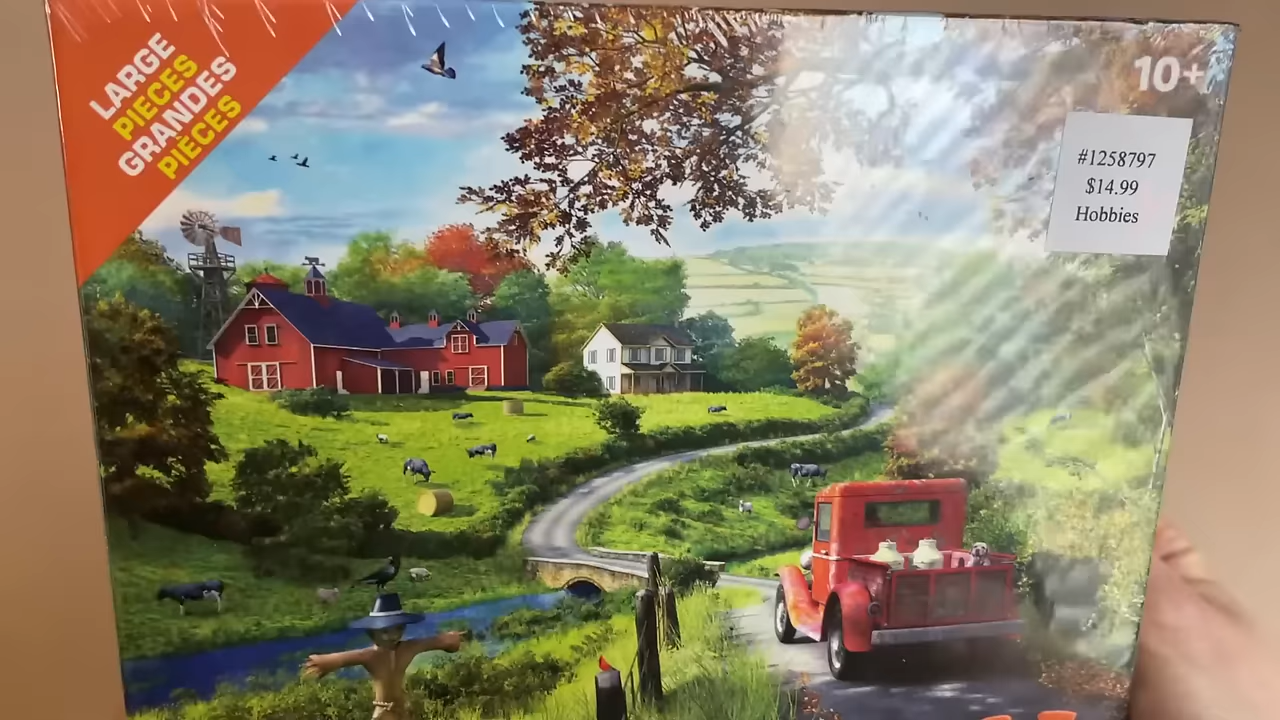 LARGE
PIECES
GRANDES
PIÈCES
10+
#1258797
$14.99
Hobbies